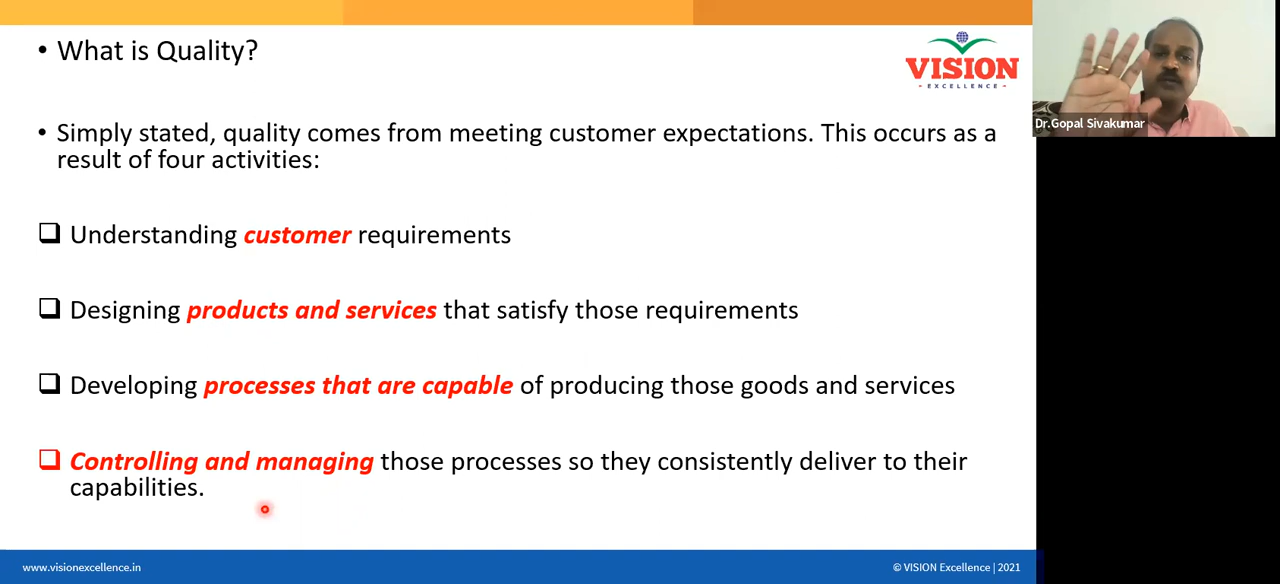 • What is Quality?
VISION
- EXCELLENCE -
Dr.Gopal Sivakumar
• Simply stated, quality comes from meeting customer expectations. This occurs as a
result of four activities:
❑ Understanding customer requirements
❑ Designing products and services that satisfy those requirements
❑ Developing processes that are capable of producing those goods and services
❑ Controlling and managing those processes so they consistently deliver to their
capabilities.
www.visionexcellence.in
© VISION Excellence | 2021